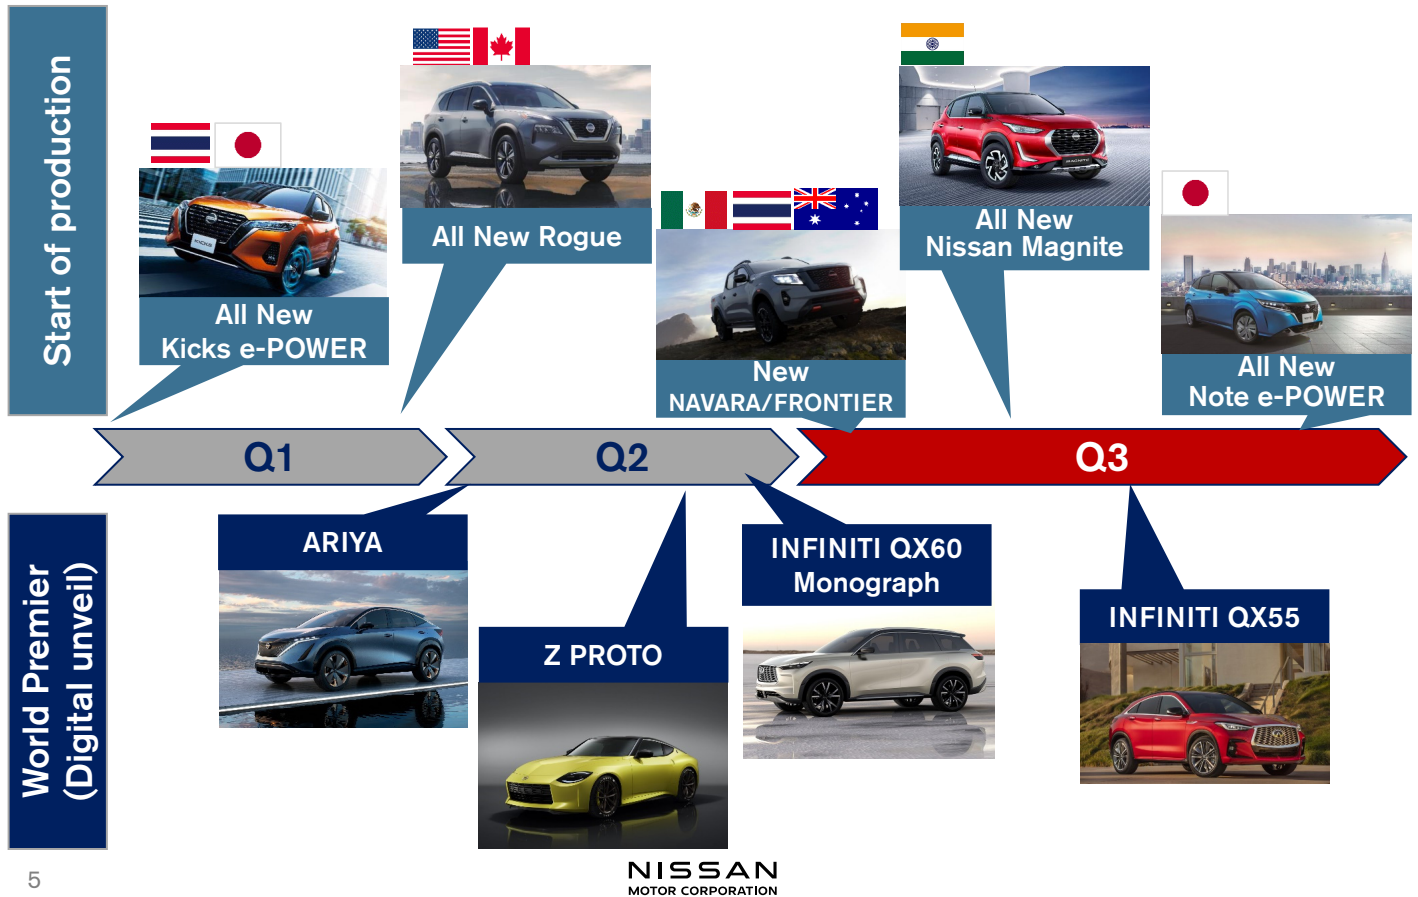 Start of production
All New
Kicks e-POWER
All New Rogue
New
NAVARA/FRONTIER
All New
Nissan Magnite
All New
Note e-POWER
Q1
Q2
Q3
World Premier
(Digital unveil)
ARIYA
Z PROTO
INFINITI QX60
Monograph
INFINITI QX55
5
NISSAN
MOTOR CORPORATION